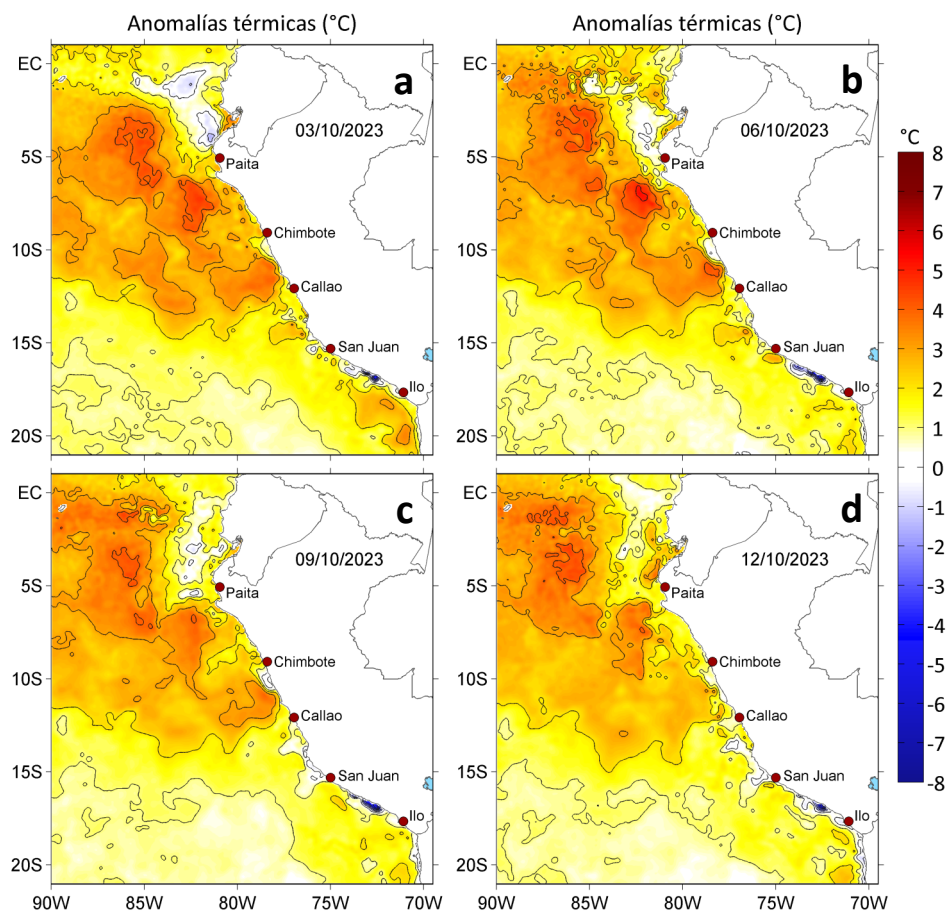 Anomalías térmicas (°C)
Anomalías térmicas (°C)
EC
5S
10S
15S
20S
a
03/10/2023
Paita
Chimbote
Callao
San Juan
Ilo
EC
5S
10S
15S
20S
b
06/10/2023
Paita
Chimbote
Callao
San Juan
Ilo
°C
8
7
6
5
4
3
2
1
0
-1
-2
-3
-4
-5
-6
-7
-8
EC
5S
10S
15S
20S
c
09/10/2023
Paita
Chimbote
Callao
San Juan
Ilo
90W 85W 80W 75W 70W
EC
5S
10S
15S
20S
d
12/10/2023
Paita
Chimbote
Callao
San Juan
Ilo
90W 85W 80W 75W 70W